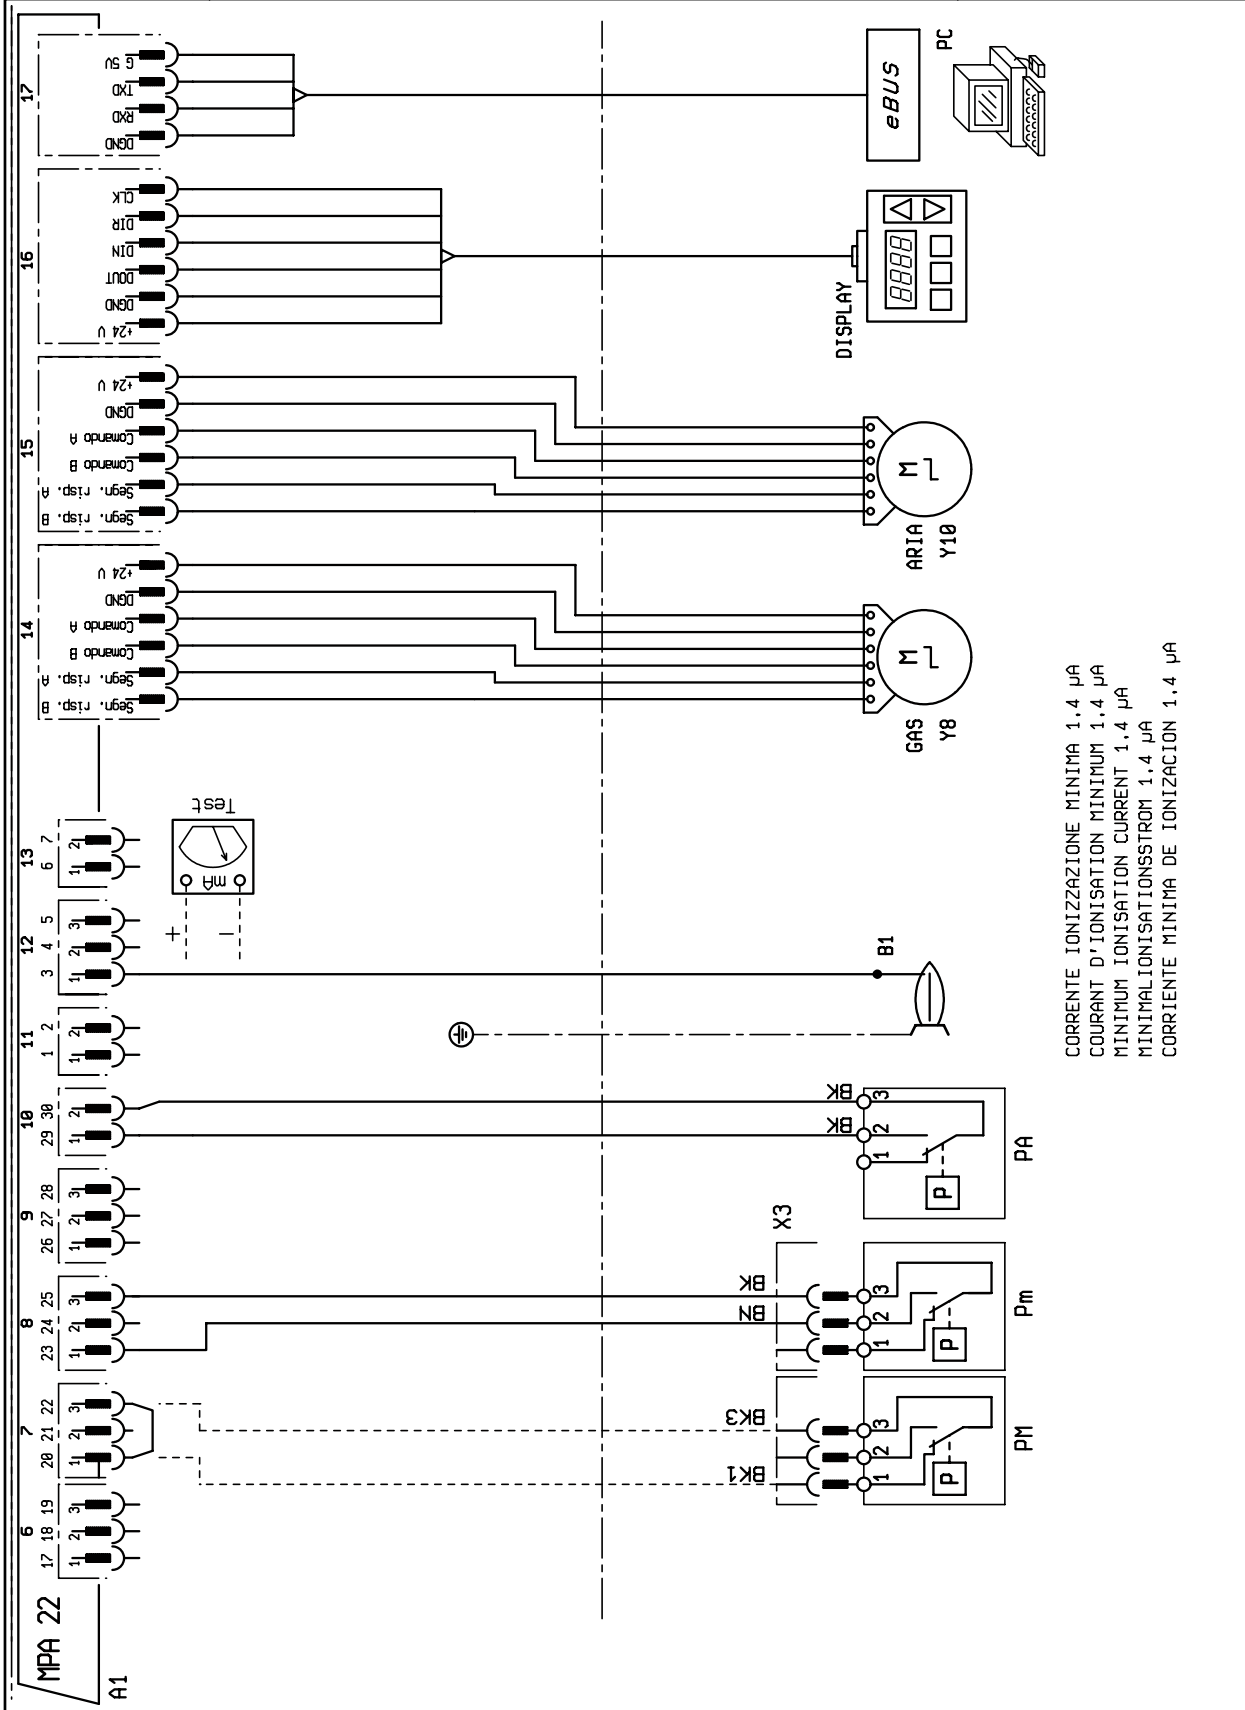 MPA 22
A1
6
17 18 19
1 2 3
7
20 21 22
1 2 3
8
23 24 25
1 2 3
9
26 27 28
1 2 3
10
29 30
1 2
11
1 2
1 2
12
3 4 5
1 2 3
13
6 7
1 2
14
Segn. risp. B
Segn. risp. A
Comando B
Comando A
DGND
+24 V
15
Segn. risp. B
Segn. risp. A
Comando B
Comando A
DGND
+24 V
16
+24 V
DGND
DOUT
DIN
DIR
CLK
17
DGND
RXD
TXD
G 5V
+
-
mA
Test
BK1
BK3
BN
BK
X3
BK
BK
1 2 3
P
PM
1 2 3
P
Pm
1 2 3
P
PA
B1
M
GAS
Y8
M
ARIA
Y10
DISPLAY
8888
eBUS
PC
CORRENTE IONIZZAZIONE MINIMA 1,4 µA
COURANT D'IONISATION MINIMUM 1,4 µA
MINIMUM IONISATION CURRENT 1,4 µA
MINIMALIONISATIONSSTROM 1,4 µA
CORRIENTE MINIMA DE IONIZACION 1,4 µA